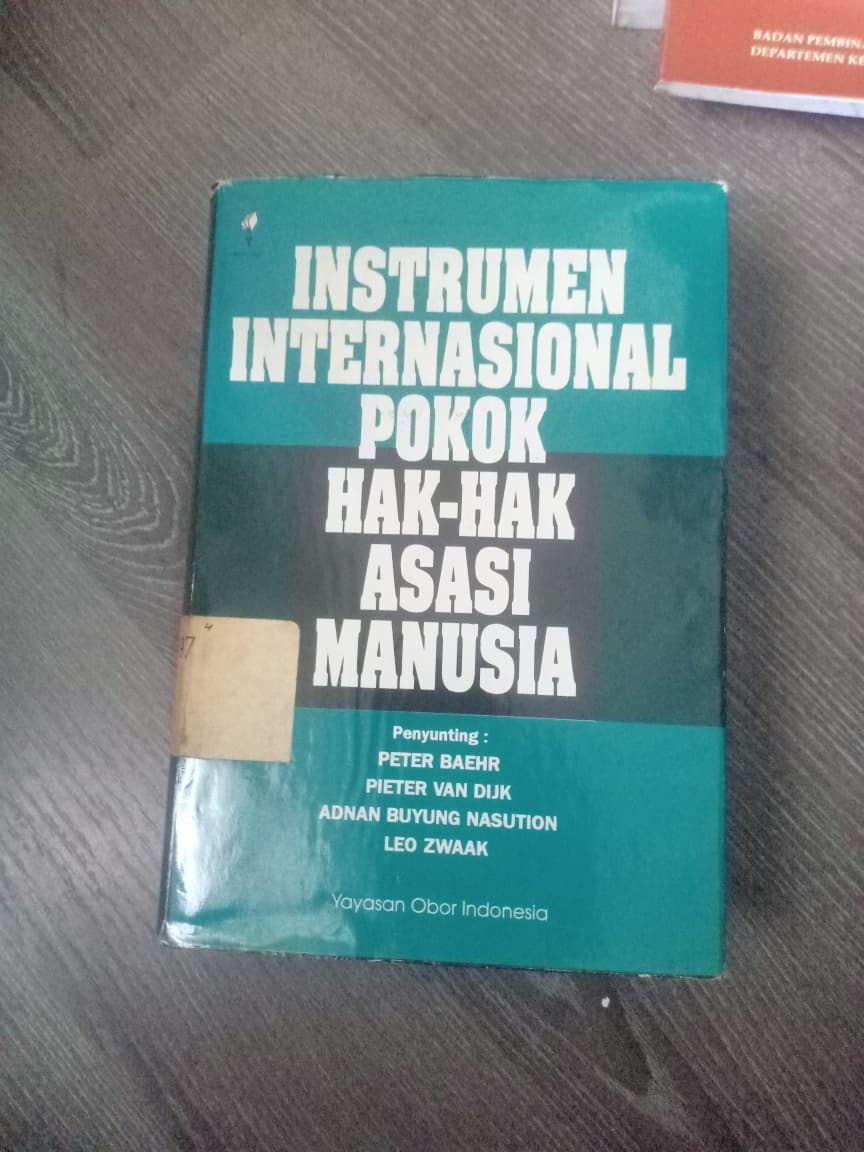 BADAN PEMBINA
DEPARTEMEN KE
INSTRUMEN
INTERNASIONAL
POKOK
HAK-HAK
ASASI
MANUSIA
Penyunting :
PETER BAEHR
PIETER VAN DIJK
ADNAN BUYUNG NASUTION
LEO ZWAAK
Yayasan Obor Indonesia